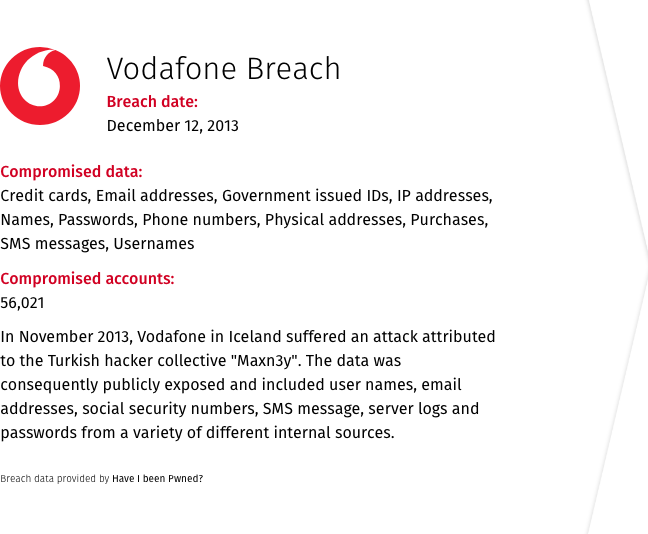 Vodafone Breach
Breach date:
December 12, 2013
Compromised data:
Credit cards, Email addresses, Government issued IDs, IP addresses,
Names, Passwords, Phone numbers, Physical addresses, Purchases,
SMS messages, Usernames
Compromised accounts:
56,021
In November 2013, Vodafone in Iceland suffered an attack attributed
to the Turkish hacker collective "Maxn3y". The data was
consequently publicly exposed and included user names, email
addresses, social security numbers, SMS message, server logs and
passwords from a variety of different internal sources.
Breach data provided by Have I been Pwned?